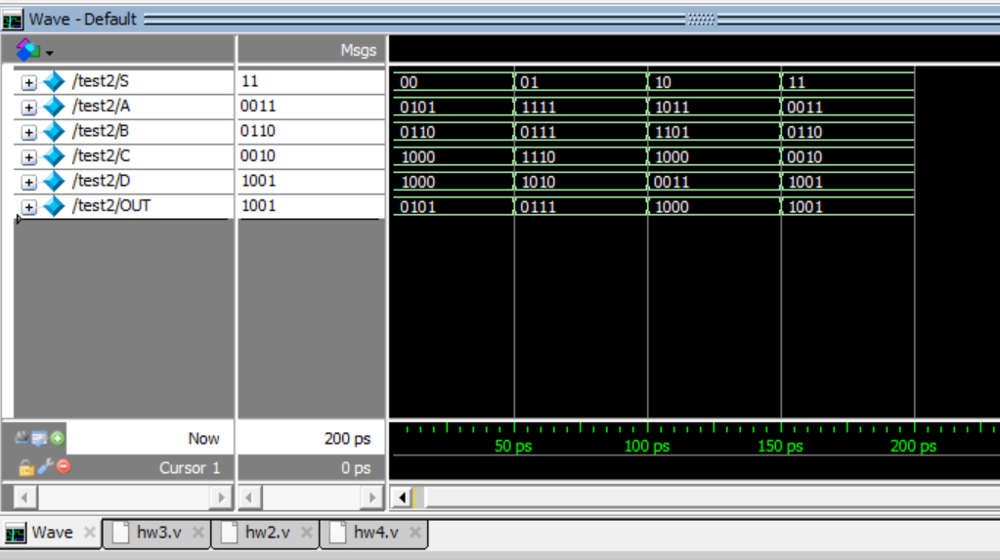 Wave - Default
Msgs
/test2/S 11 00 01 10 11
/test2/A 0011 0101 1111 1011 0011
/test2/B 0110 0110 0111 1101 0110
/test2/C 0010 1000 1110 1000 0010
/test2/D 1001 1000 1010 0011 1001
/test2/OUT 1001 0101 0111 1000 1001
Now 200 ps 50 ps 100 ps 150 ps 200 ps
Cursor 1 0 ps
Wave hw3.v hw2.v hw4.v